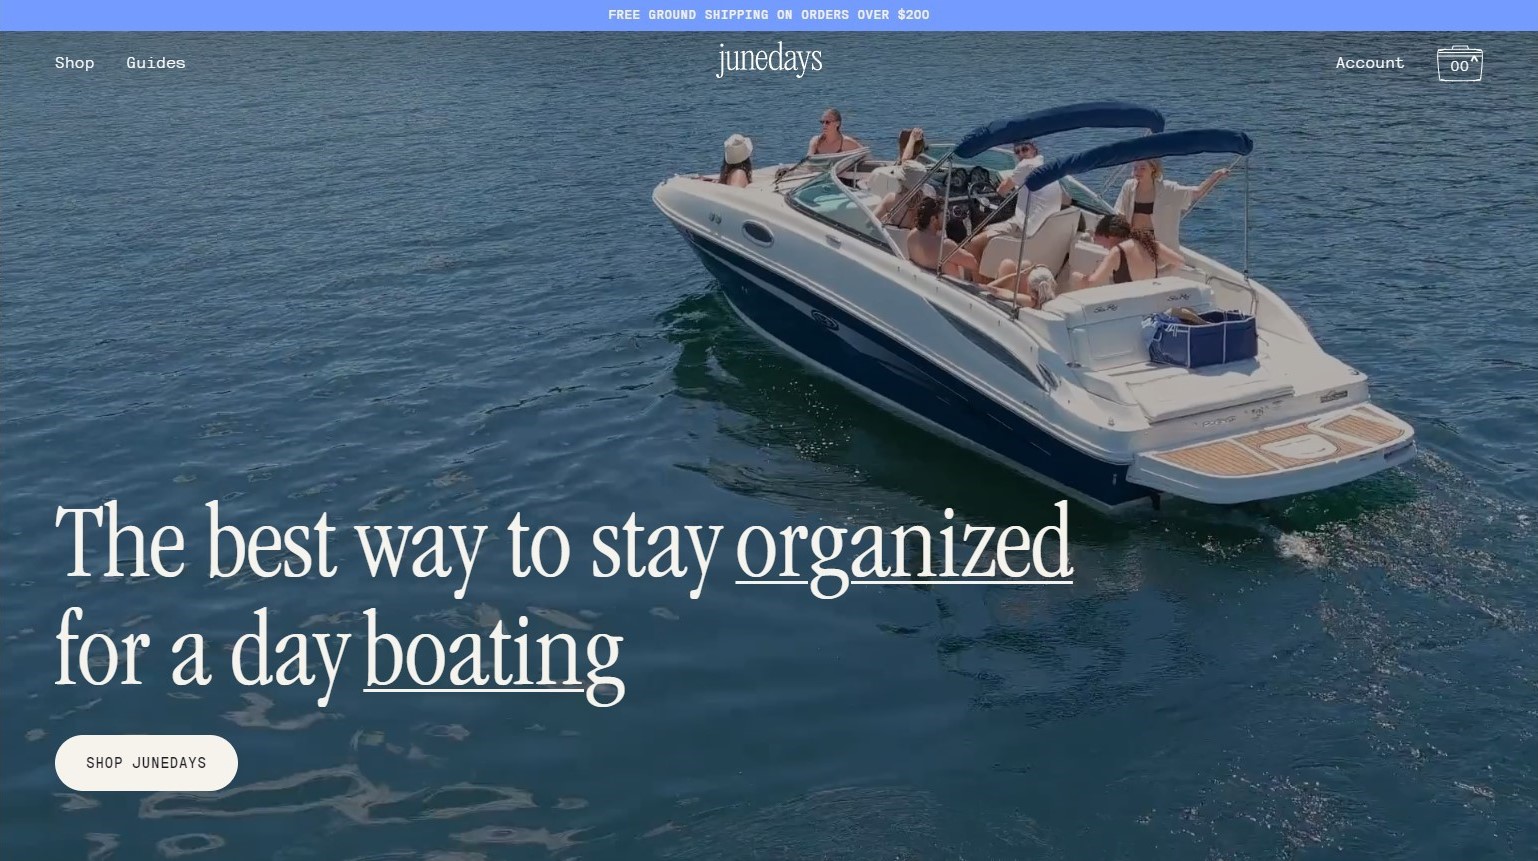 FREE GROUND SHIPPING ON ORDERS OVER $200
Shop Guides junedays Account 00
The best way to stay organized
for a day boating
SHOP JUNEDAYS